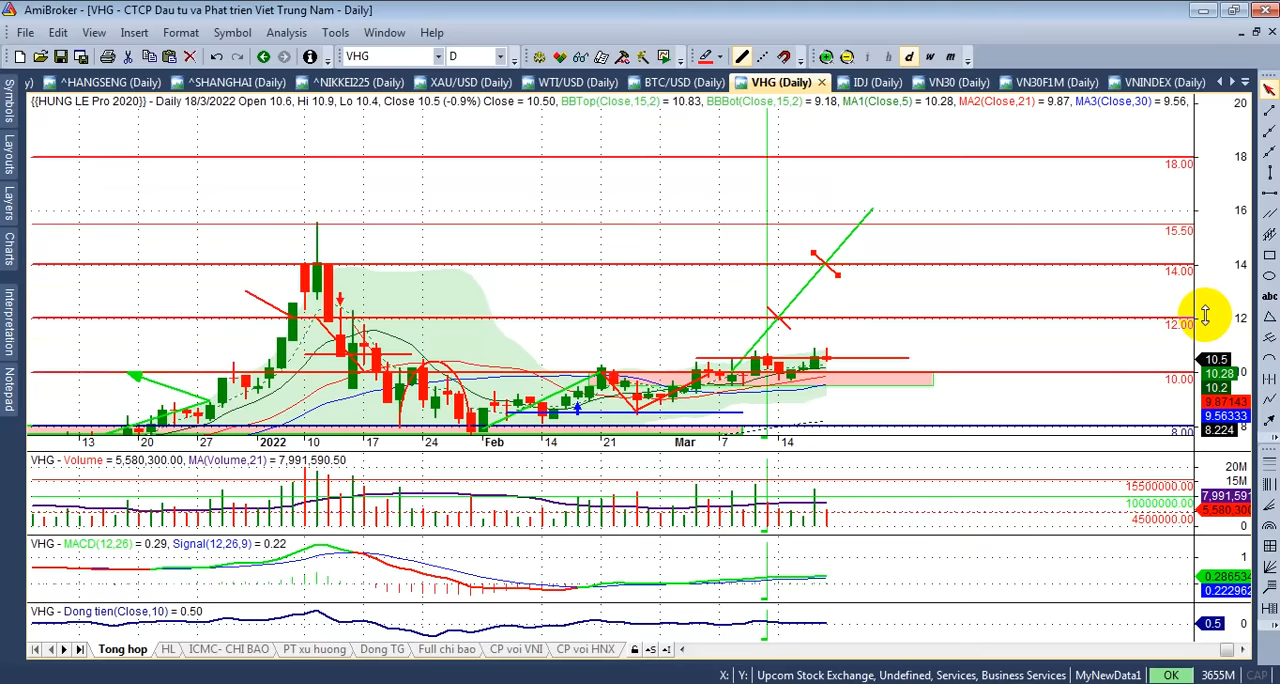 AmiBroker - [VHG - CTCP Dau tu va Phat trien Viet Trung Nam - Daily]
File Edit View Insert Format Symbol Analysis Tools Window Help
VHG D i h d w m
y) ^HANGSENG (Daily) ^SHANGHAI (Daily) ^NIKKEI225 (Daily) XAU/USD (Daily) WTI/USD (Daily) BTC/USD (Daily) VHG (Daily) IDJ (Daily) VN30 (Daily) VN30F1M (Daily) VNINDEX (Daily)
{{HUNG LE Pro 2020}} - Daily 18/3/2022 Open 10.6, Hi 10.9, Lo 10.4, Close 10.5 (-0.9%) Close = 10.50, BBTop(Close,15,2) = 10.83, BBBot(Close,15,2) = 9.18, MA1(Close,5) = 10.28, MA2(Close,21) = 9.87, MA3(Close,30) = 9.56,
Symbols
Layouts
Layers
Charts
Interpretation
Notepad
20
18
18.00
16
15.50
14
14.00
12
12.00
10.5
10.28
10
10.00
10.2
9.87143
9.56333
8.224
8
8.00
abc
13 20 27 2022 10 17 24 Feb 14 21 Mar 7 14
VHG - Volume = 5,580,300.00, MA(Volume,21) = 7,991,590.50
20M
15M
15500000.00
7,991,591
10000000.00
5,580,300
4500000.00
0
VHG - MACD(12,26) = 0.29, Signal(12,26,9) = 0.22
1
0.286534
0.222962
VHG - Dong tien(Close,10) = 0.50
0.5
0
Tong hop HL ICMC- CHI BAO PT xu huong Dong TG Full chi bao CP voi VNI CP voi HNX
X: Y: Upcom Stock Exchange, Undefined, Services, Business Services MyNewData1 OK 3655M CAP